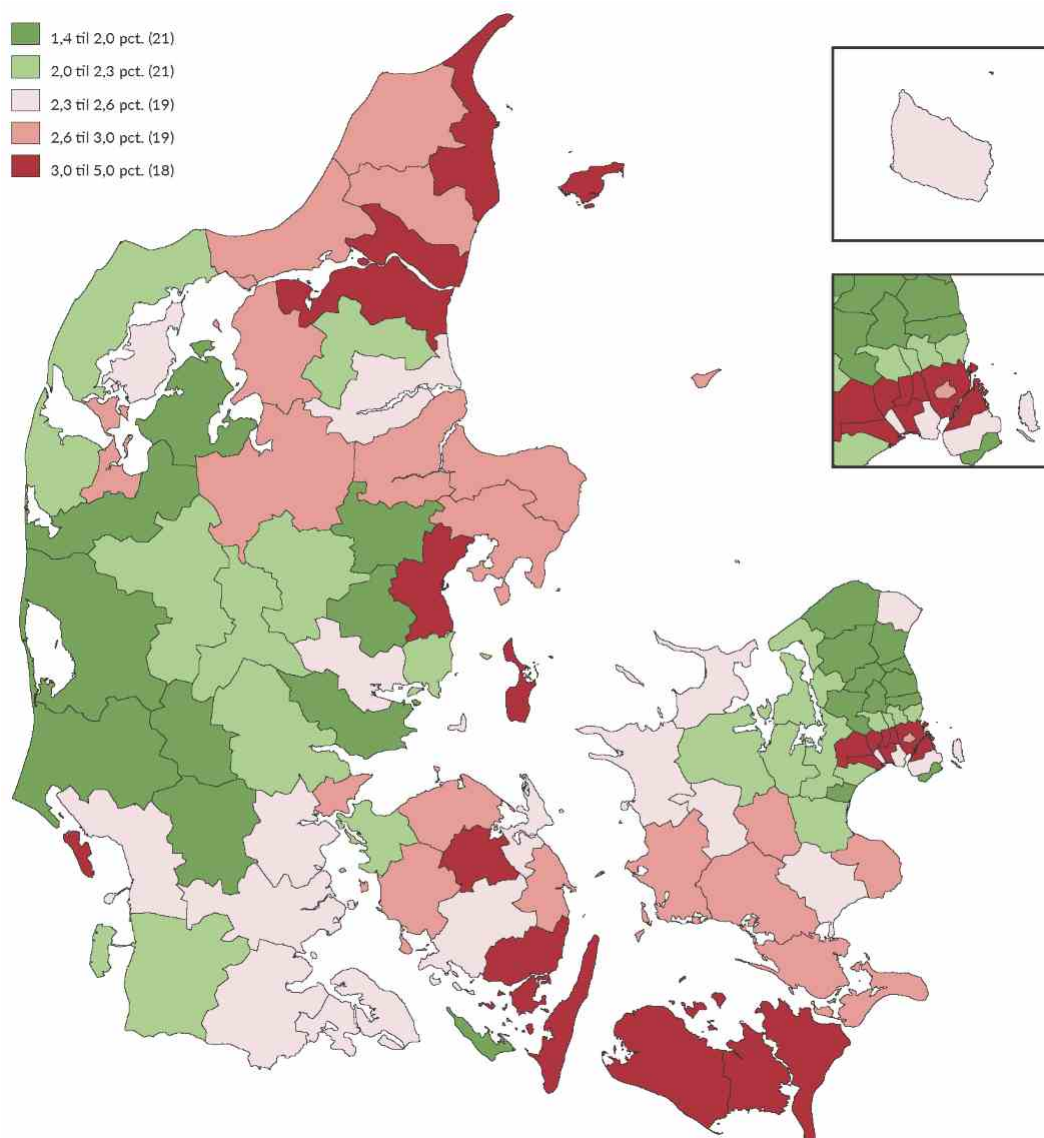 1,4 til 2,0 pct. (21)
2,0 til 2,3 pct. (21)
2,3 til 2,6 pct. (19)
2,6 til 3,0 pct. (19)
3,0 til 5,0 pct. (18)